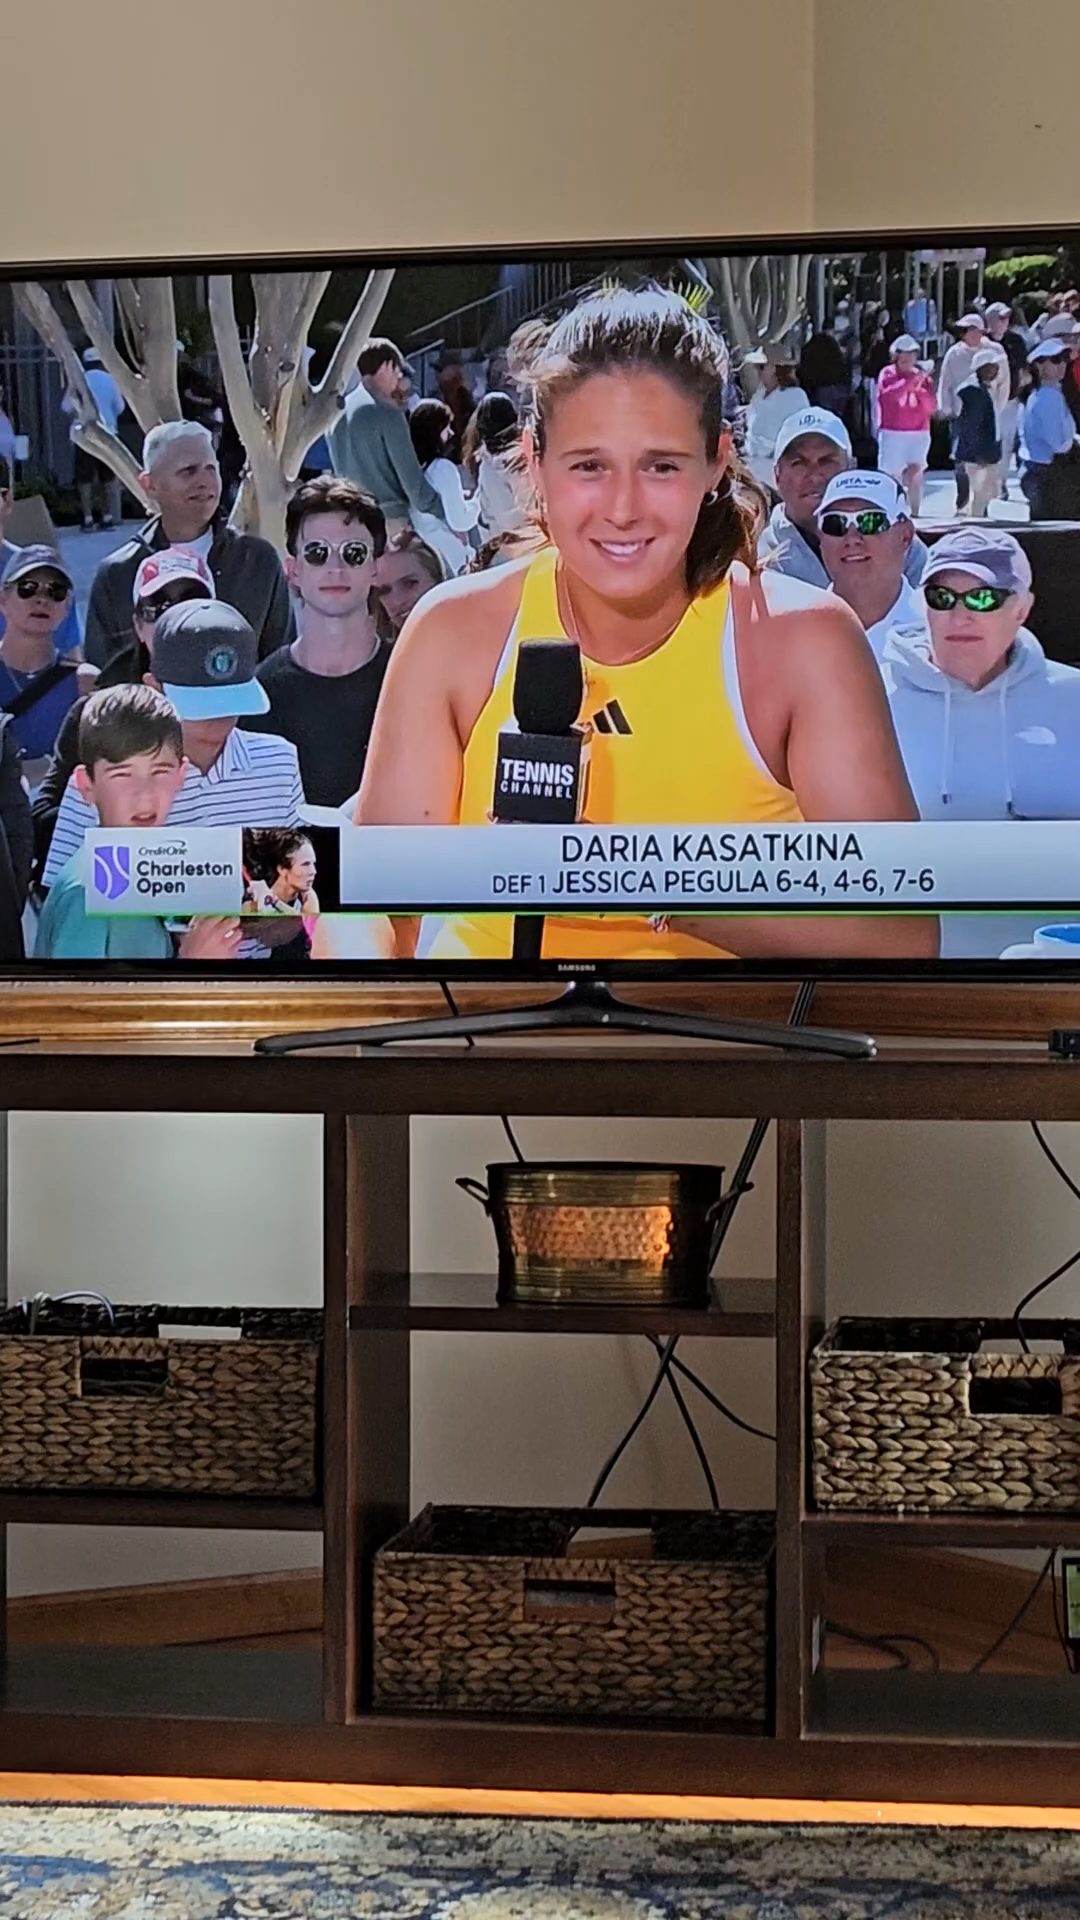 USTA
TENNIS
CHANNEL
Credit One
Charleston
Open
DARIA KASATKINA
DEF 1 JESSICA PEGULA 6-4, 4-6, 7-6
SAMSUNG